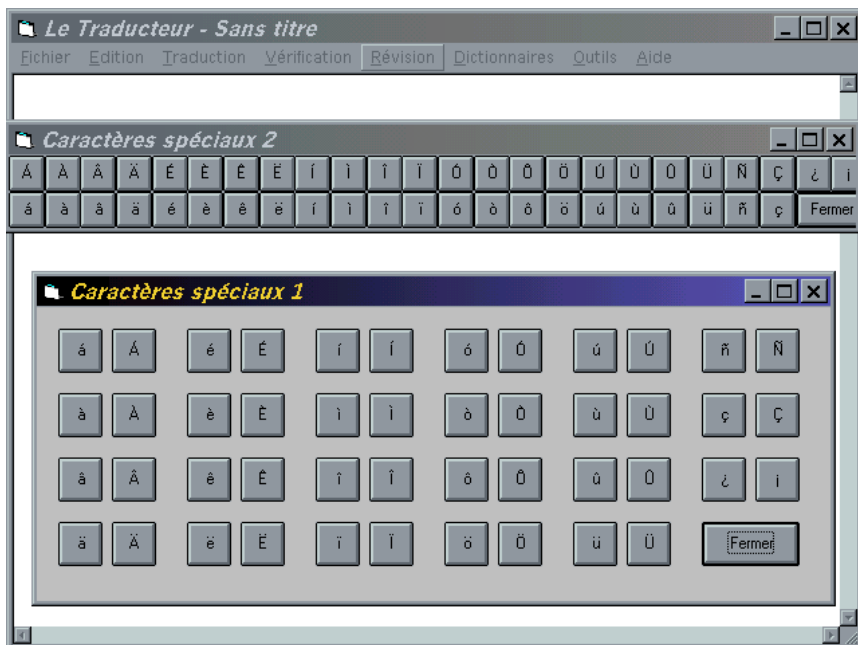 Le Traducteur - Sans titre
Fichier Edition Traduction Vérification Révision Dictionnaires Outils Aide
Caractères spéciaux 2
Á À Â Ä É È Ê Ë Í Ì Î Ï Ó Ò Ô Ö Ú Ù Û Ü Ñ Ç ¿ ¡
á à â ä é è ê ë í ì î ï ó ò ô ö ú ù û ü ñ ç Fermer
Caractères spéciaux 1
á Á é É í Í ó Ó ú Ú ñ Ñ
à À è È ì Ì ò Ò ù Ù ç Ç
â Â ê Ê î Î ô Ô û Û ¿ ¡
ä Ä ë Ë ï Ï ö Ö ü Ü Fermer